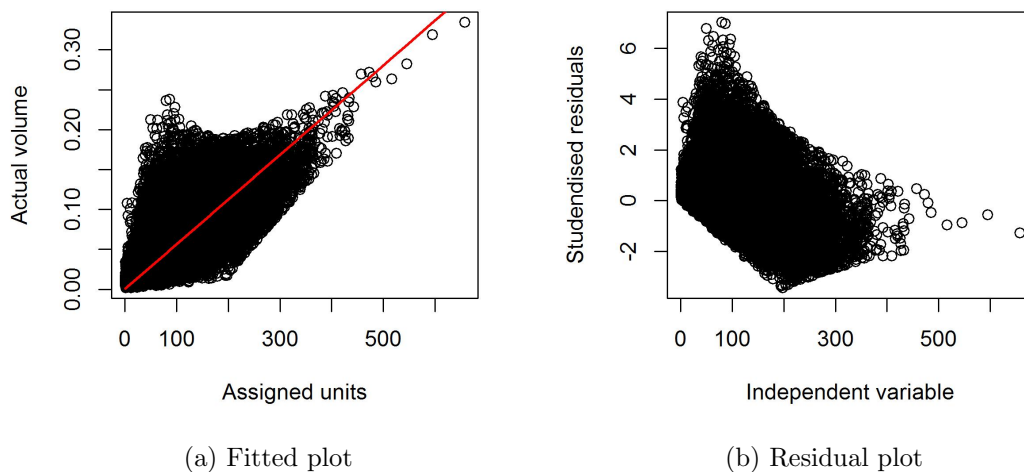 Actual volume
0.00 0.10 0.20 0.30
0 100 300 500
Assigned units
(a) Fitted plot
Studendised residuals
-2 0 2 4 6
0 100 300 500
Independent variable
(b) Residual plot